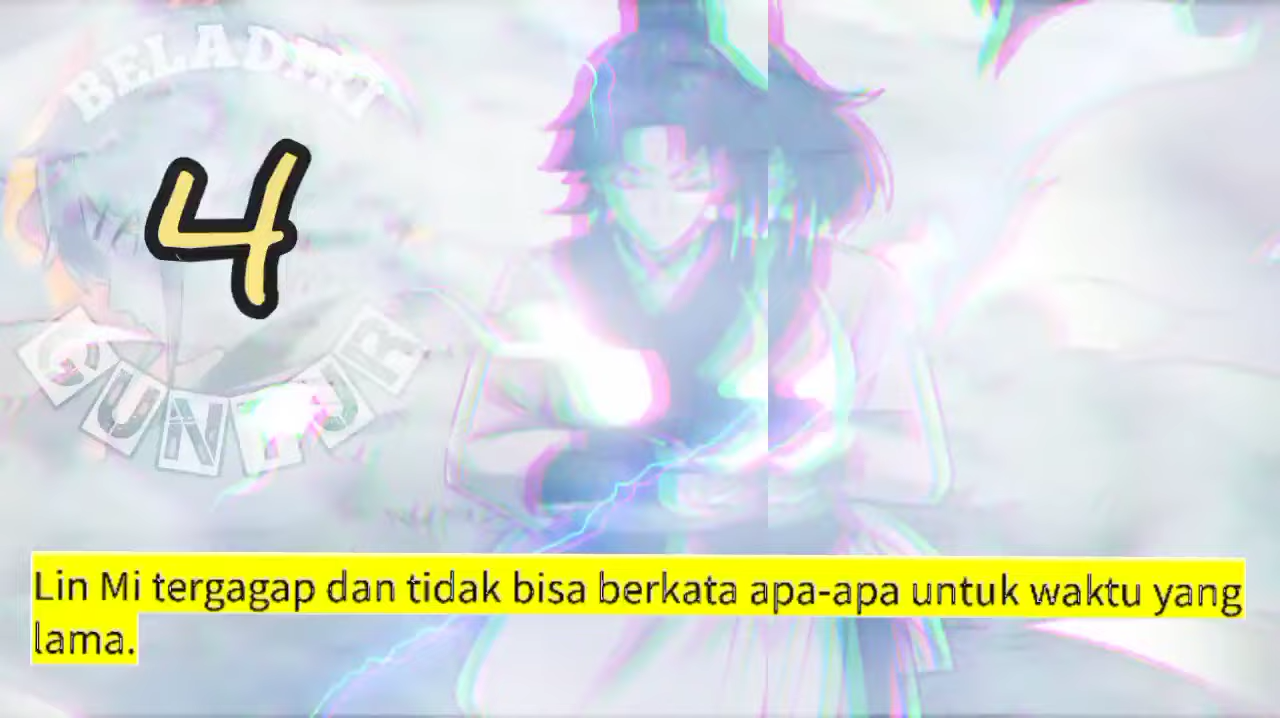 BELADIRI
4
GUNTUR
Lin Mi tergagap dan tidak bisa berkata apa-apa untuk waktu yang
lama.